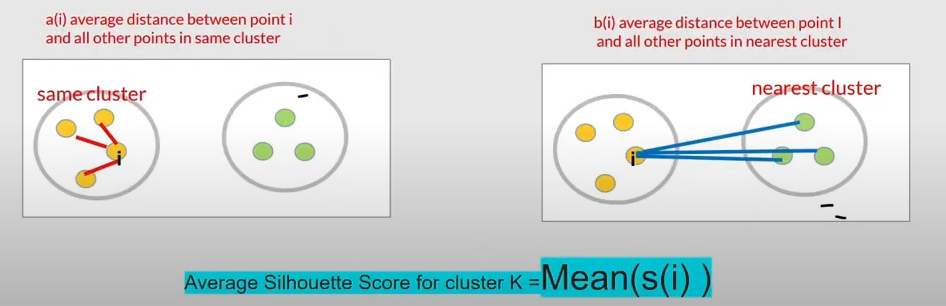 a(i) average distance between point i
and all other points in same cluster
b(i) average distance between point I
and all other points in nearest cluster
same cluster
i
nearest cluster
i
Average Silhouette Score for cluster K =Mean(s(i) )